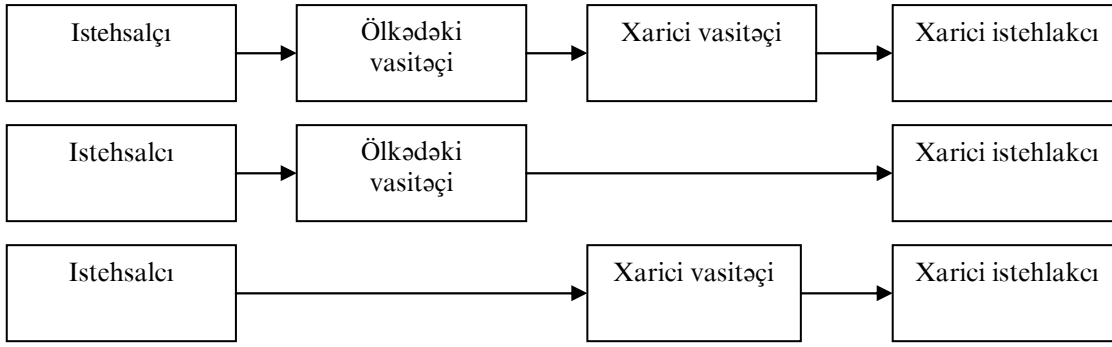 Istehsalçı
Ölkədəki
vasitəçi
Xarici vasitəçi
Xarici istehlakcı
Istehsalcı
Ölkədəki
vasitəçi
Xarici istehlakcı
Istehsalcı
Xarici vasitəçi
Xarici istehlakcı